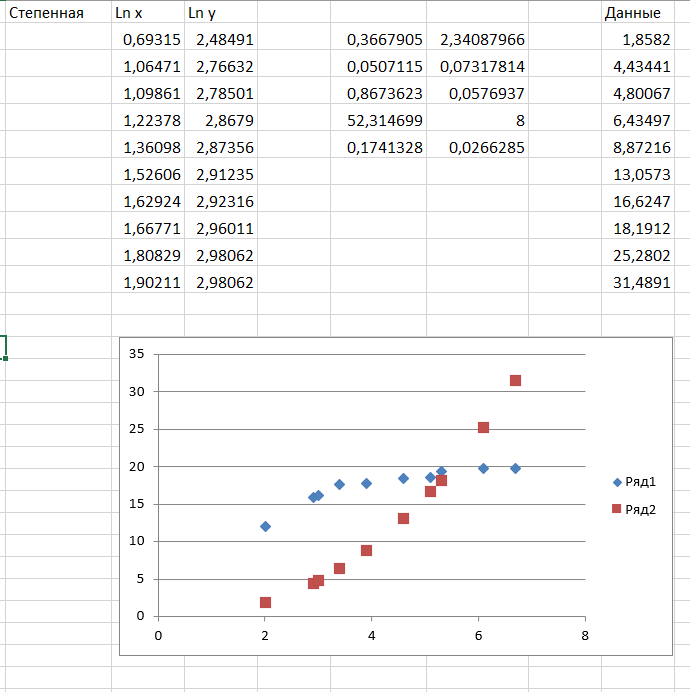 Степенная Ln x Ln y Данные
0,69315 2,48491 0,3667905 2,34087966 1,8582
1,06471 2,76632 0,0507115 0,07317814 4,43441
1,09861 2,78501 0,8673623 0,0576937 4,80067
1,22378 2,8679 52,314699 8 6,43497
1,36098 2,87356 0,1741328 0,0266285 8,87216
1,52606 2,91235 13,0573
1,62924 2,92316 16,6247
1,66771 2,96011 18,1912
1,80829 2,98062 25,2802
1,90211 2,98062 31,4891
35
30
25
20
15
10
5
0
0 2 4 6 8
Ряд1
Ряд2